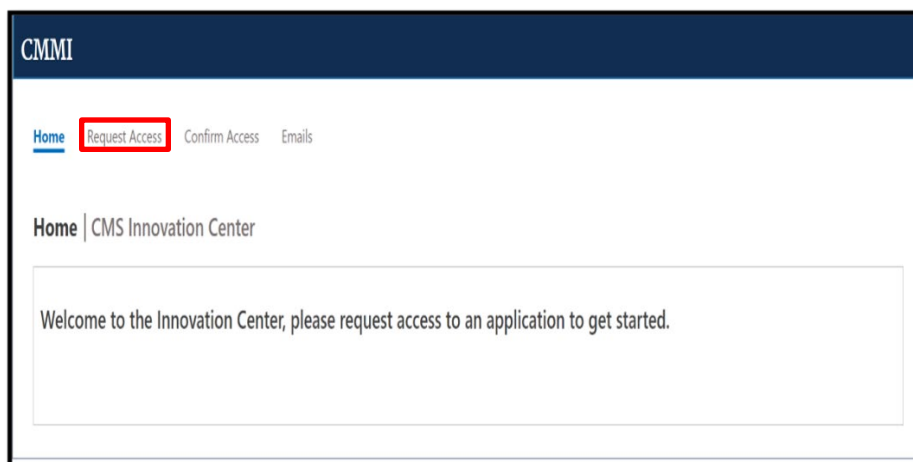 CMMI
Home Request Access Confirm Access Emails
Home | CMS Innovation Center
Welcome to the Innovation Center, please request access to an application to get started.